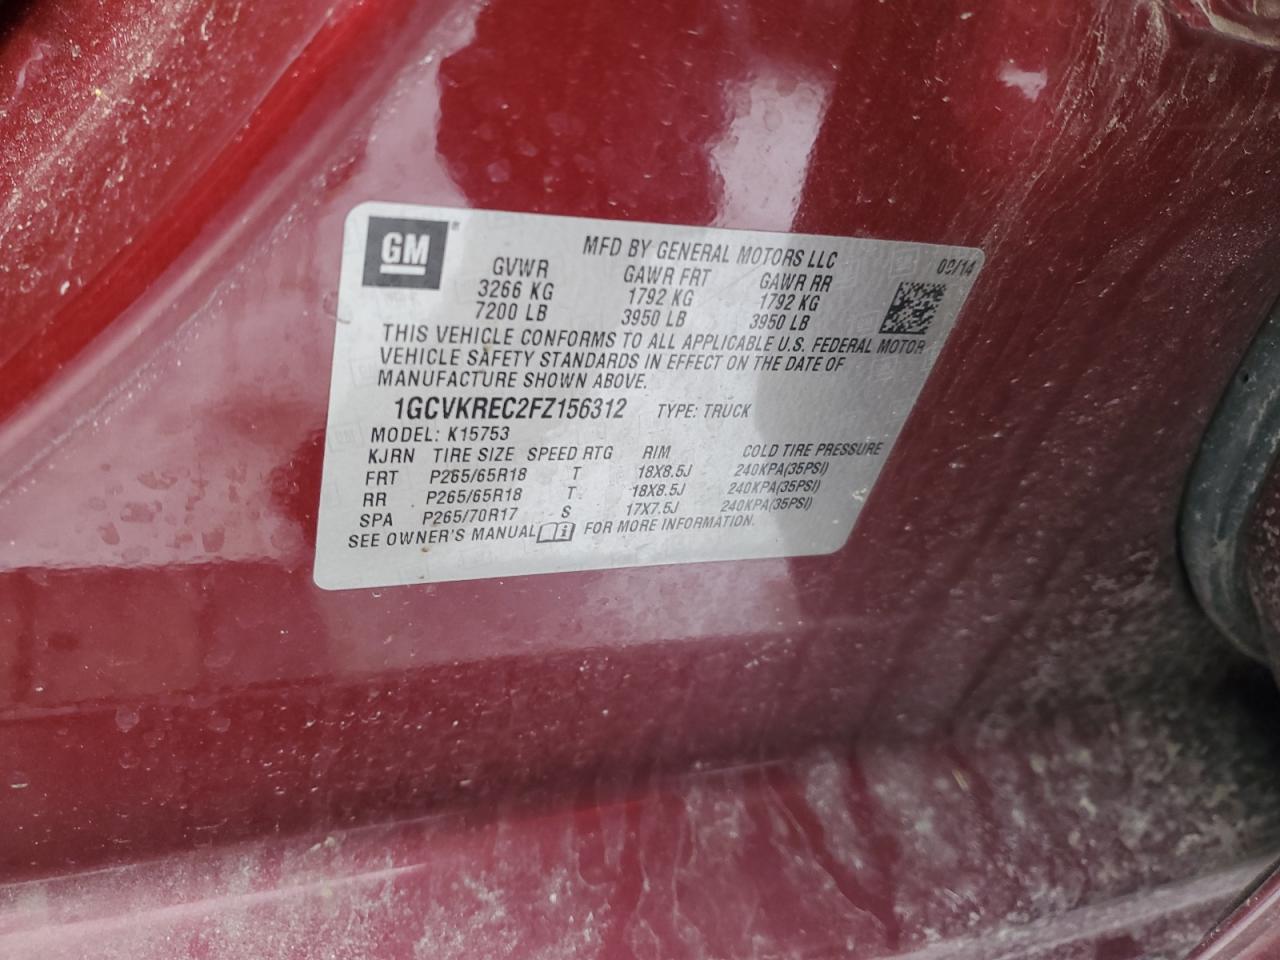 GM ®
MFD BY GENERAL MOTORS LLC
09/14
GVWR GAWR FRT GAWR RR
3266 KG 1792 KG 1792 KG
7200 LB 3950 LB 3950 LB
THIS VEHICLE CONFORMS TO ALL APPLICABLE U.S. FEDERAL MOTOR
VEHICLE SAFETY STANDARDS IN EFFECT ON THE DATE OF
MANUFACTURE SHOWN ABOVE.
1GCVKREC2FZ156312 TYPE: TRUCK
MODEL: K15753
KJRN TIRE SIZE SPEED RTG RIM COLD TIRE PRESSURE
FRT P265/65R18 T 18X8.5J 240KPA(35PSI)
RR P265/65R18 T 18X8.5J 240KPA(35PSI)
SPA P265/70R17 S 17X7.5J 240KPA(35PSI)
SEE OWNER'S MANUAL FOR MORE INFORMATION.